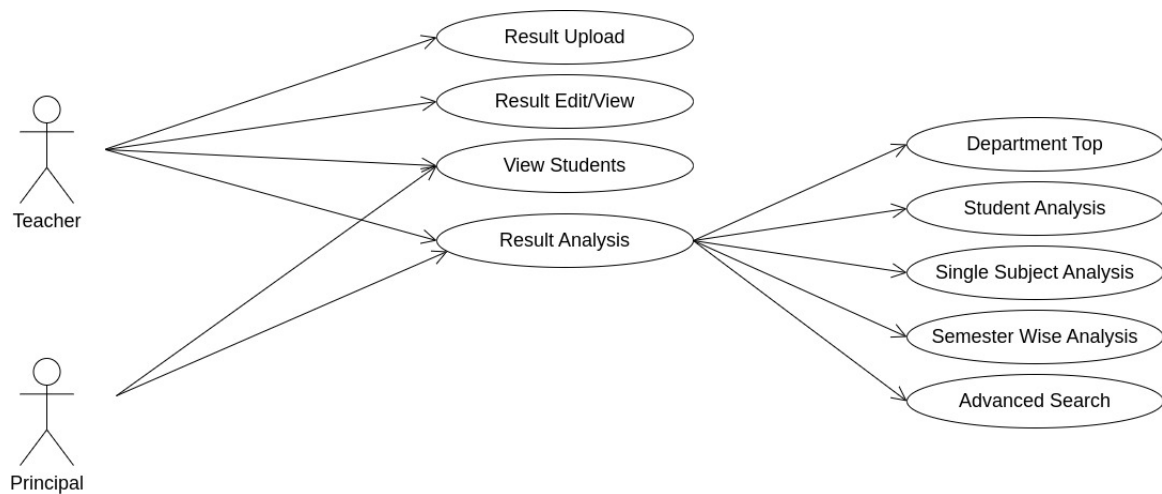 Result Upload
Result Edit/View
View Students
Result Analysis
Department Top
Student Analysis
Single Subject Analysis
Semester Wise Analysis
Advanced Search
Teacher
Principal